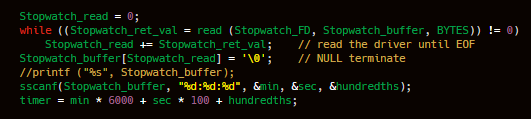 Stopwatch_read = 0;
while ((Stopwatch_ret_val = read (Stopwatch_FD, Stopwatch_buffer, BYTES)) != 0)
Stopwatch_read += Stopwatch_ret_val;    // read the driver until EOF
Stopwatch_buffer[Stopwatch_read] = '\0';    // NULL terminate
//printf ("%s", Stopwatch_buffer);
sscanf(Stopwatch_buffer, "%d:%d:%d", &min, &sec, &hundredths);
timer = min * 6000 + sec * 100 + hundredths;